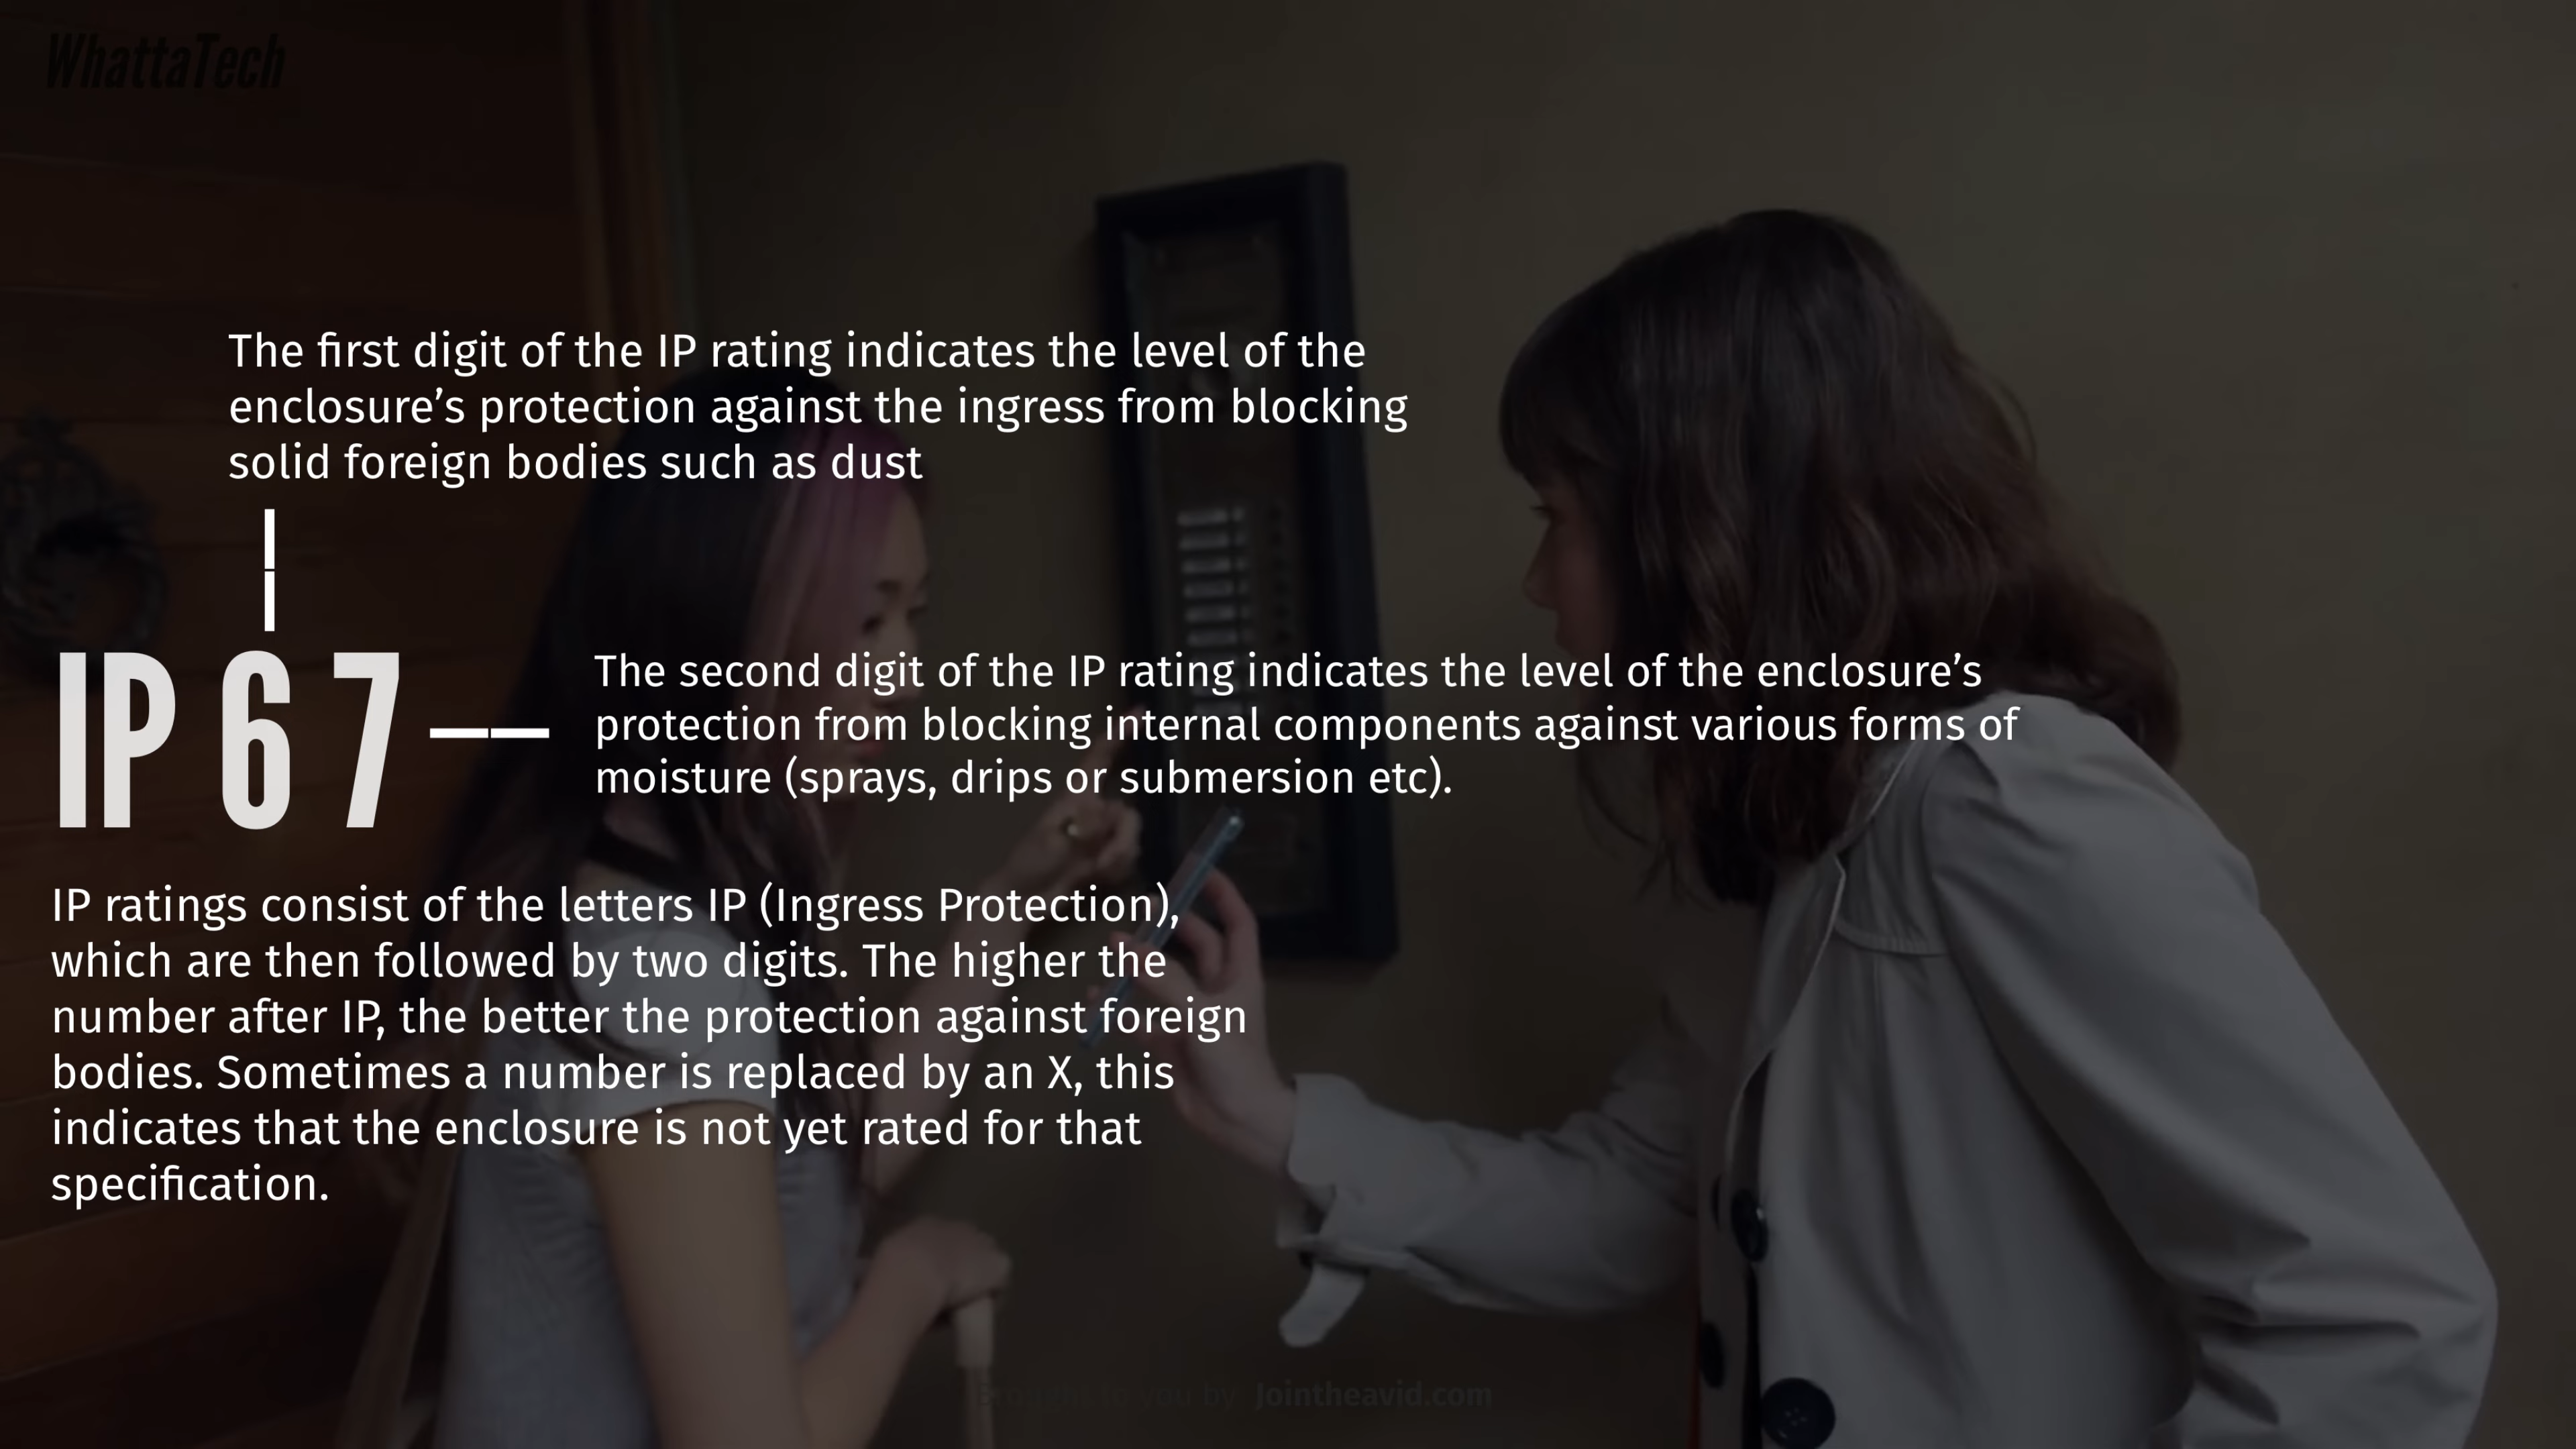 WhattaTech
The first digit of the IP rating indicates the level of the
enclosure’s protection against the ingress from blocking
solid foreign bodies such as dust
IP 6 7
The second digit of the IP rating indicates the level of the enclosure’s
protection from blocking internal components against various forms of
moisture (sprays, drips or submersion etc).
IP ratings consist of the letters IP (Ingress Protection),
which are then followed by two digits. The higher the
number after IP, the better the protection against foreign
bodies. Sometimes a number is replaced by an X, this
indicates that the enclosure is not yet rated for that
specification.
you by: Jointheavid.com